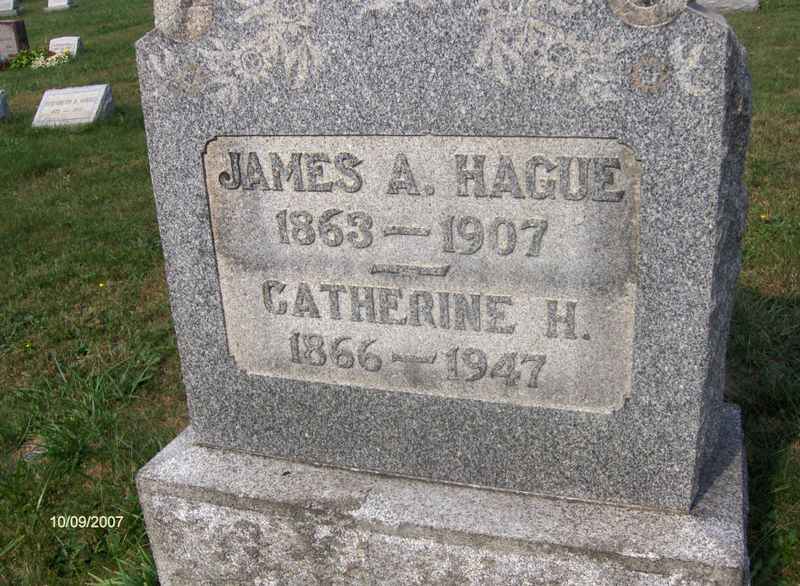 JAMES A. HAGUE
1863 — 1907
CATHERINE H.
1866 — 1947
10/09/2007